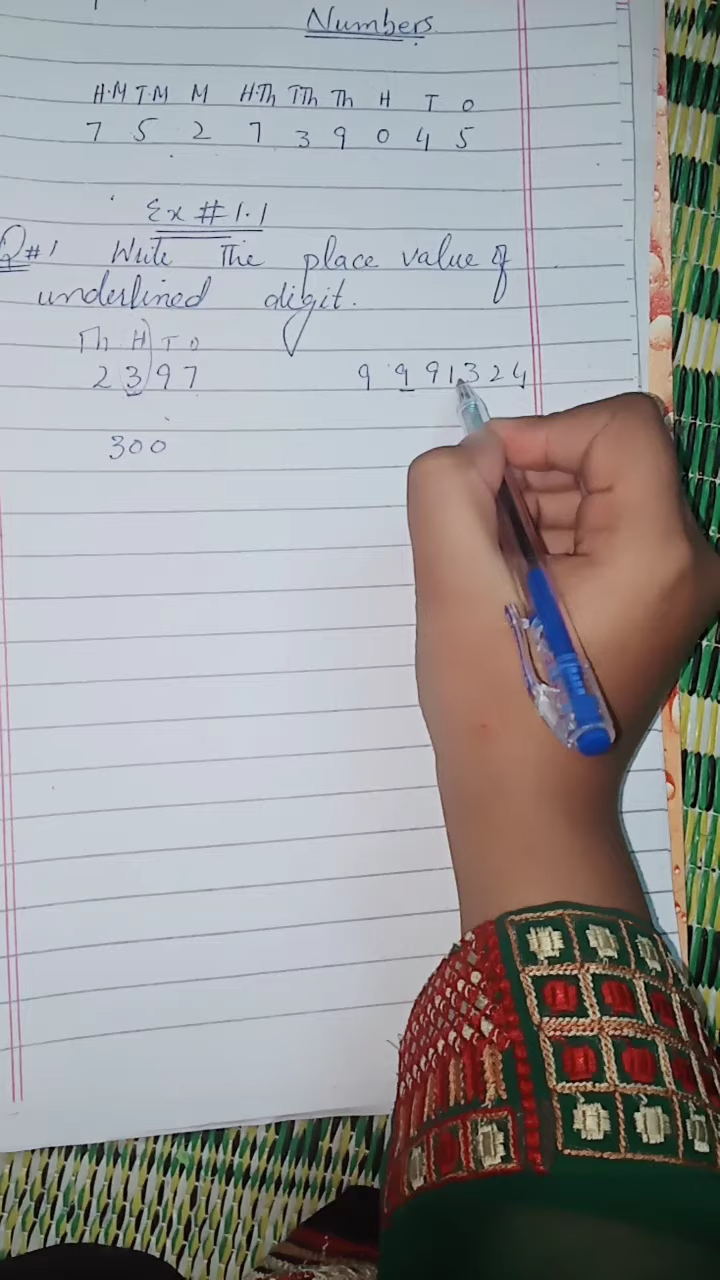 Numbers
H.M T.M M H.Th TTh Th H T O
7 5 2 7 3 9 0 4 5
Ex # 1.1
Q#1 Write The place value of
underlined digit.
Th H T O
2 3 9 7 9 9 9 1 3 2 4
300